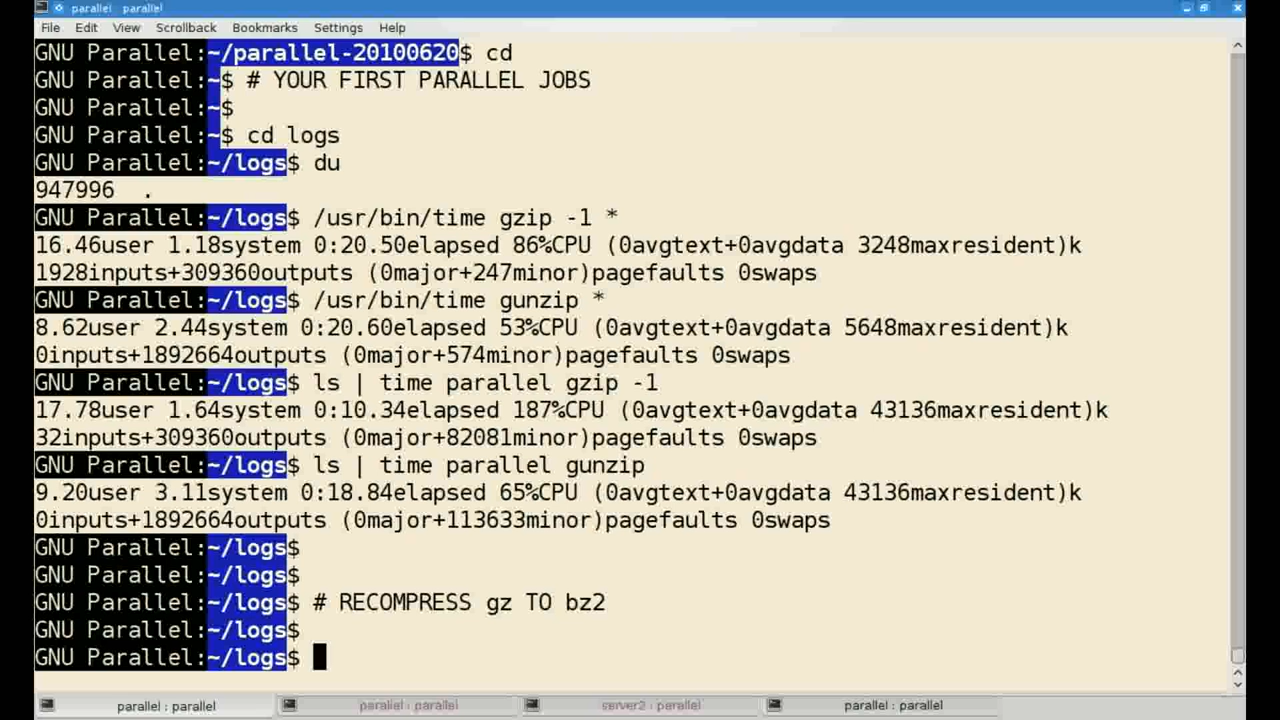 parallel : parallel
File Edit View Scrollback Bookmarks Settings Help
GNU Parallel:~/parallel-20100620$ cd
GNU Parallel:~$ # YOUR FIRST PARALLEL JOBS
GNU Parallel:~$
GNU Parallel:~$ cd logs
GNU Parallel:~/logs$ du
947996  .
GNU Parallel:~/logs$ /usr/bin/time gzip -1 *
16.46user 1.18system 0:20.50elapsed 86%CPU (0avgtext+0avgdata 3248maxresident)k
1928inputs+309360outputs (0major+247minor)pagefaults 0swaps
GNU Parallel:~/logs$ /usr/bin/time gunzip *
8.62user 2.44system 0:20.60elapsed 53%CPU (0avgtext+0avgdata 5648maxresident)k
0inputs+1892664outputs (0major+574minor)pagefaults 0swaps
GNU Parallel:~/logs$ ls | time parallel gzip -1
17.78user 1.64system 0:10.34elapsed 187%CPU (0avgtext+0avgdata 43136maxresident)k
32inputs+309360outputs (0major+82081minor)pagefaults 0swaps
GNU Parallel:~/logs$ ls | time parallel gunzip
9.20user 3.11system 0:18.84elapsed 65%CPU (0avgtext+0avgdata 43136maxresident)k
0inputs+1892664outputs (0major+113633minor)pagefaults 0swaps
GNU Parallel:~/logs$
GNU Parallel:~/logs$
GNU Parallel:~/logs$ # RECOMPRESS gz TO bz2
GNU Parallel:~/logs$
GNU Parallel:~/logs$
parallel : parallel parallel : parallel server2 : parallel parallel : parallel